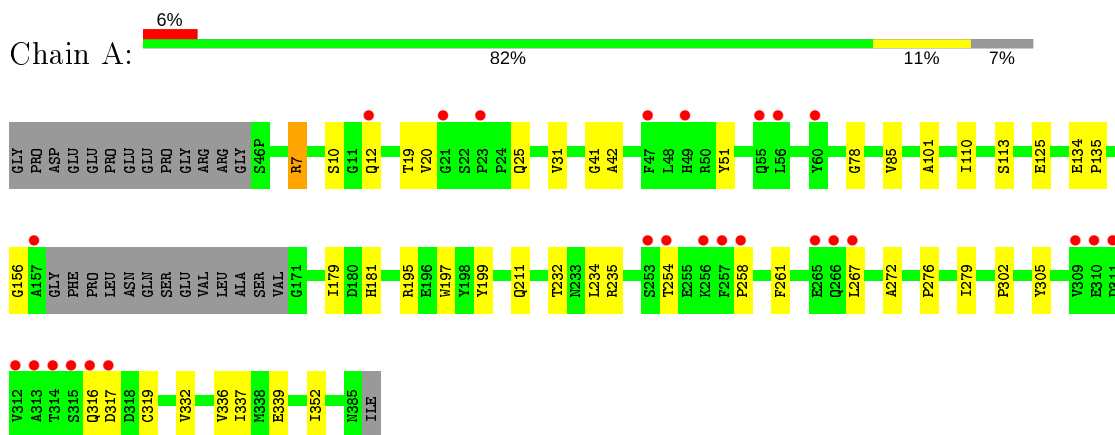 6%
Chain A:
82% 11% 7%
GLY PRO ASP GLU GLU PRO GLU GLU PRO GLY ARG ARG GLY S46P R7 S10 G11 Q12 T19 V20 G21 S22 P23 P24 Q25 V31 G41 A42 F47 L48 H49 R50 Y51 Q55 L56 Y60 G78 V85 A101 I110 S113 E125 E134 P135
G156 A157 GLY PHE PRO LEU ASN GLN SER GLU VAL LEU ALA SER VAL G171 I179 D180 H181 R195 E196 W197 Y198 Y199 Q211 T232 N233 L234 R235 S253 T254 E255 K256 F257 P258 F261 E265 Q266 L267 A272 P276 I279 P302 Y305 V309 E310 D311
V312 A313 T314 S315 Q316 D317 D318 C319 V332 V336 I337 M338 E339 I352 N385 ILE